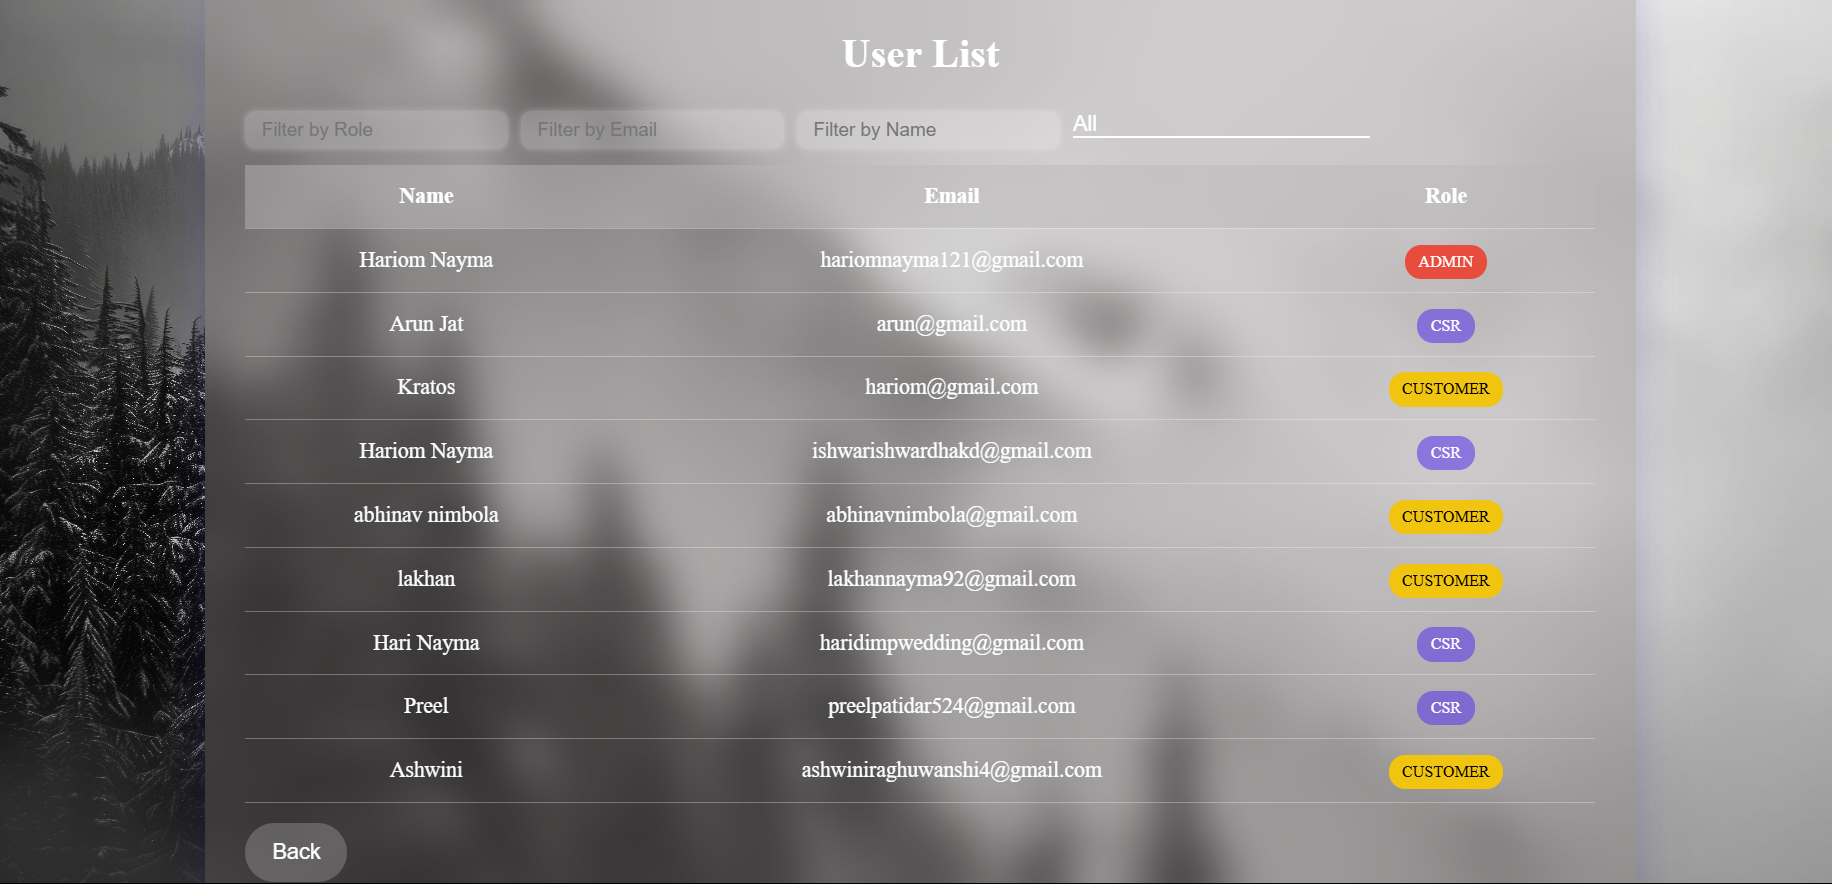 User List
Filter by Role Filter by Email Filter by Name All
Name Email Role
Hariom Nayma hariomnayma121@gmail.com ADMIN
Arun Jat arun@gmail.com CSR
Kratos hariom@gmail.com CUSTOMER
Hariom Nayma ishwarishwardhakd@gmail.com CSR
abhinav nimbola abhinavnimbola@gmail.com CUSTOMER
lakhan lakhannayma92@gmail.com CUSTOMER
Hari Nayma haridimpwedding@gmail.com CSR
Preel preelpatidar524@gmail.com CSR
Ashwini ashwiniraghuwanshi4@gmail.com CUSTOMER
Back